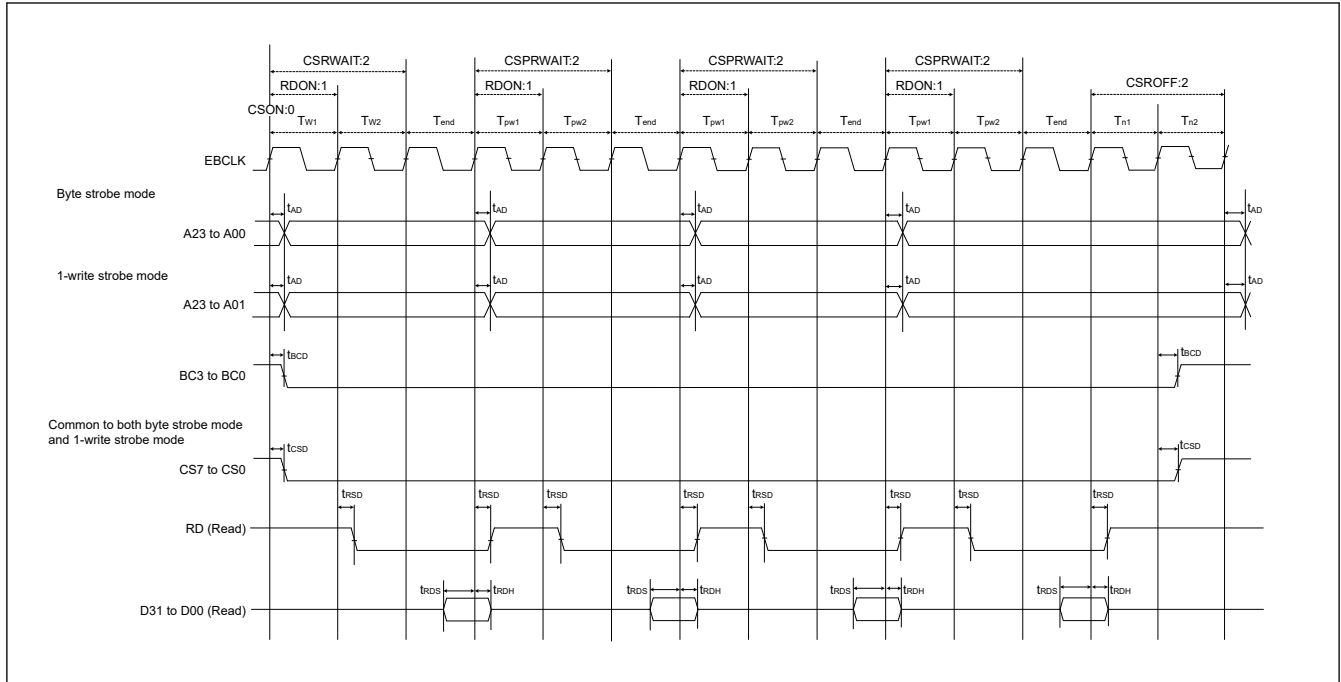 CSRWAIT:2 CSPRWAIT:2 CSPRWAIT:2 CSPRWAIT:2
RDON:1 RDON:1 RDON:1 RDON:1 CSROFF:2
CSON:0
TW1 TW2 Tend Tpw1 Tpw2 Tend Tpw1 Tpw2 Tend Tpw1 Tpw2 Tend Tn1 Tn2
EBCLK
Byte strobe mode
tAD tAD tAD tAD tAD
A23 to A00
1-write strobe mode
tAD tAD tAD tAD tAD
A23 to A01
tBCD tBCD
BC3 to BC0
Common to both byte strobe mode
and 1-write strobe mode
tCSD tCSD
CS7 to CS0
tRSD tRSD tRSD tRSD tRSD tRSD tRSD tRSD
RD (Read)
tRDS tRDH tRDS tRDH tRDS tRDH tRDS tRDH
D31 to D00 (Read)